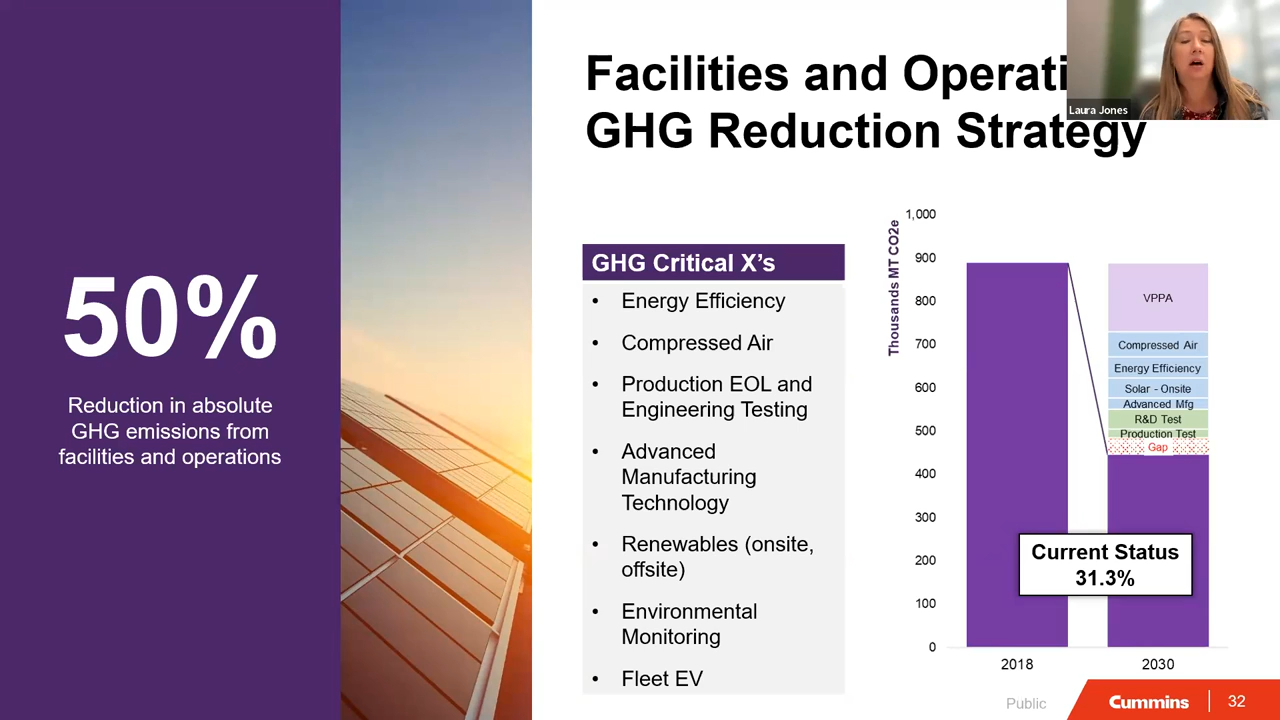 Facilities and Operati
GHG Reduction Strategy
Laura Jones
50%
Reduction in absolute
GHG emissions from
facilities and operations
GHG Critical X’s
• Energy Efficiency
• Compressed Air
• Production EOL and
Engineering Testing
• Advanced
Manufacturing
Technology
• Renewables (onsite,
offsite)
• Environmental
Monitoring
• Fleet EV
Thousands MT CO2e
1,000
900
800
700
600
500
400
300
200
100
0
VPPA
Compressed Air
Energy Efficiency
Solar - Onsite
Advanced Mfg
R&D Test
Production Test
Gap
Current Status
31.3%
2018
2030
Public
Cummins
32